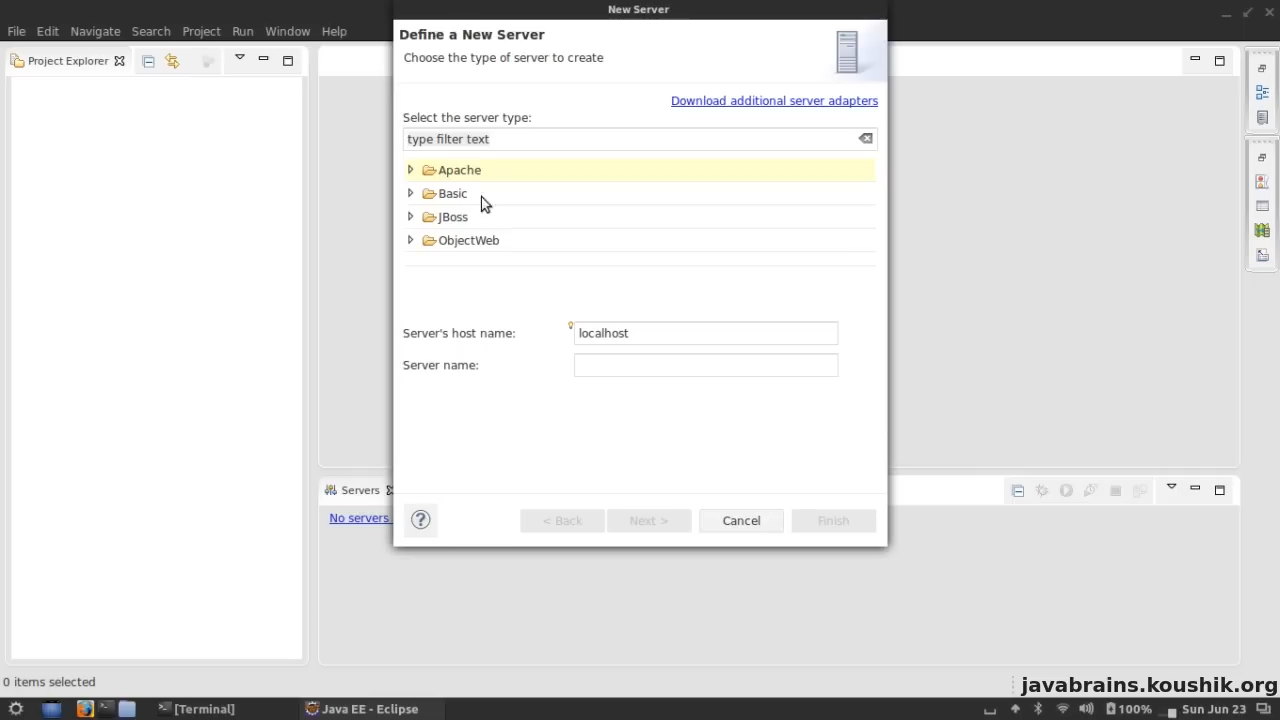 New Server
File Edit Navigate Search Project Run Window Help
Define a New Server
Choose the type of server to create
Project Explorer
Download additional server adapters
Select the server type:
type filter text
Apache
Basic
JBoss
ObjectWeb
Server's host name:
localhost
Server name:
Servers
No servers
?
< Back
Next >
Cancel
Finish
0 items selected
javabrains.koushik.org
[Terminal]
Java EE - Eclipse
100%
Sun Jun 23